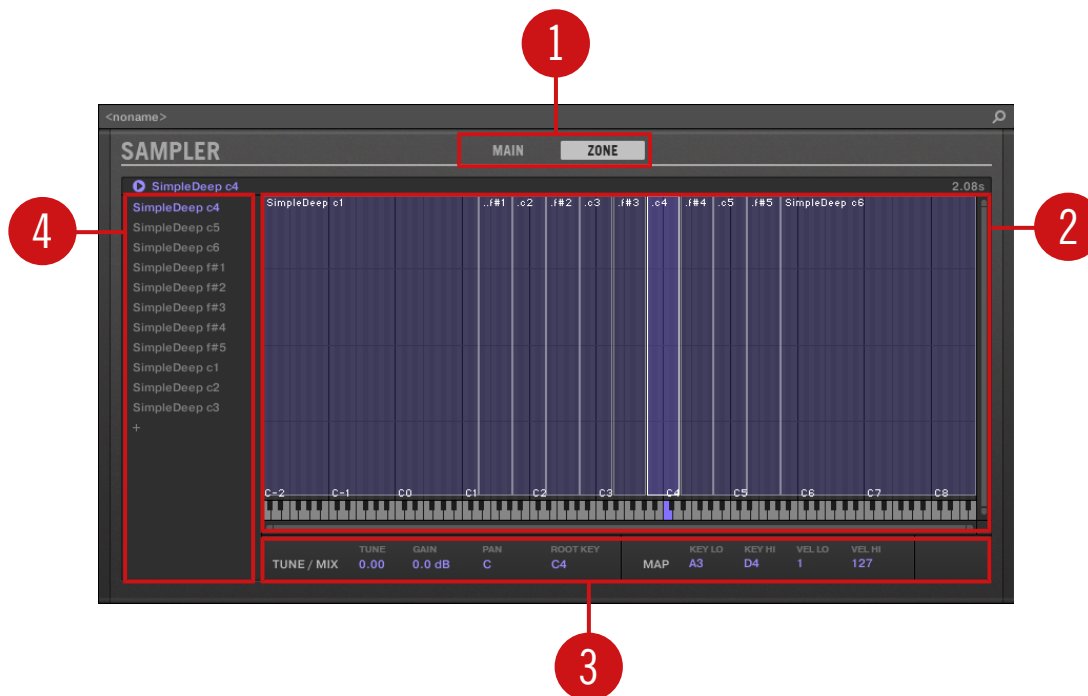 1
<noname>
SAMPLER
MAIN ZONE
SimpleDeep c4 2.08s
4
SimpleDeep c4
SimpleDeep c5
SimpleDeep c6
SimpleDeep f#1
SimpleDeep f#2
SimpleDeep f#3
SimpleDeep f#4
SimpleDeep f#5
SimpleDeep c1
SimpleDeep c2
SimpleDeep c3
+
SimpleDeep c1 ..f#1 .c2 .f#2 .c3 .f#3 .c4 .f#4 .c5 .f#5 SimpleDeep c6
2
C-2 C-1 C0 C1 C2 C3 C4 C5 C6 C7 C8
TUNE GAIN PAN ROOT KEY KEY LO KEY HI VEL LO VEL HI
TUNE / MIX 0.00 0.0 dB C C4 MAP A3 D4 1 127
3